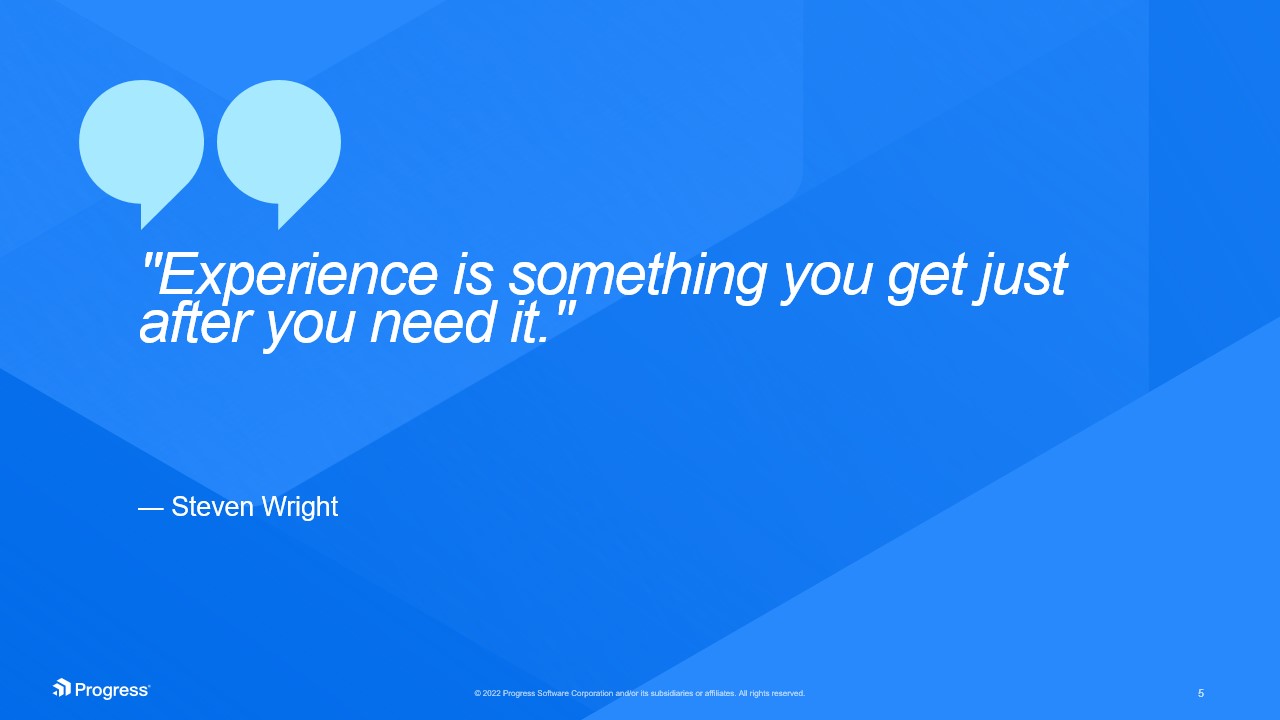 "Experience is something you get just
after you need it."
— Steven Wright
Progress
© 2022 Progress Software Corporation and/or its subsidiaries or affiliates. All rights reserved.
5